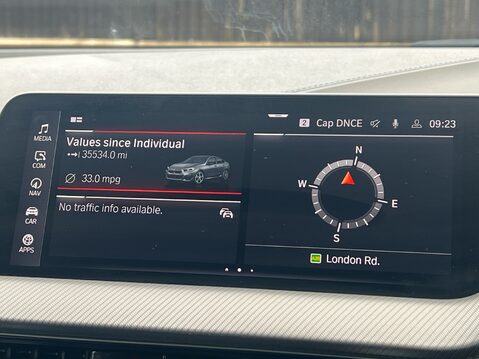 2 Cap DNCE 09:23
MEDIA
COM
NAV
CAR
APPS
Values since Individual
35534.0 mi
33.0 mpg
No traffic info available.
N
W
E
S
London Rd.